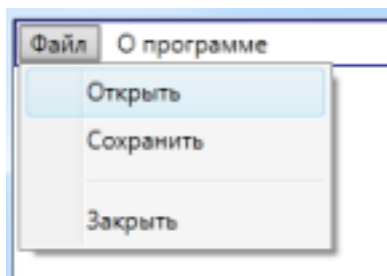 Файл О программе
Открыть
Сохранить
Закрыть